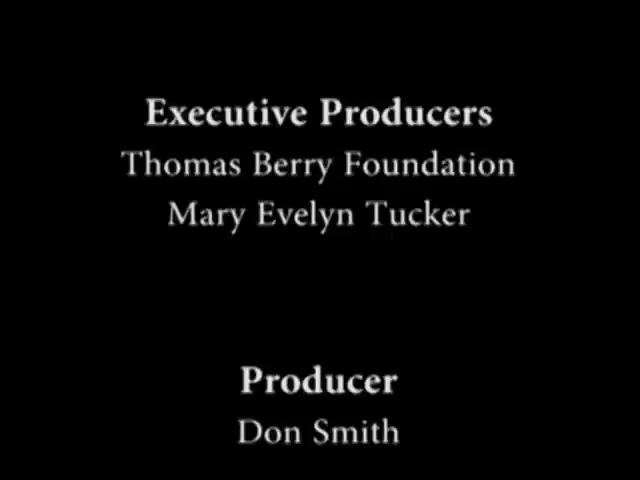 Executive Producers
Thomas Berry Foundation
Mary Evelyn Tucker
Producer
Don Smith